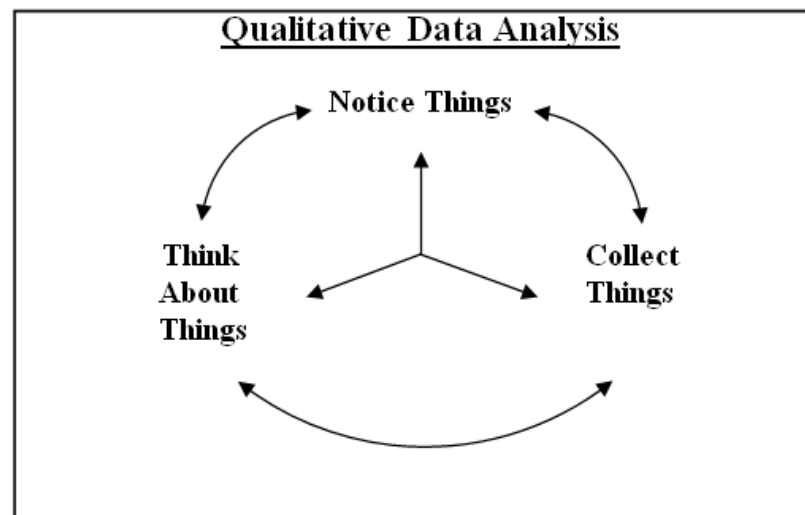 Qualitative Data Analysis
Notice Things
Think
About
Things
Collect
Things